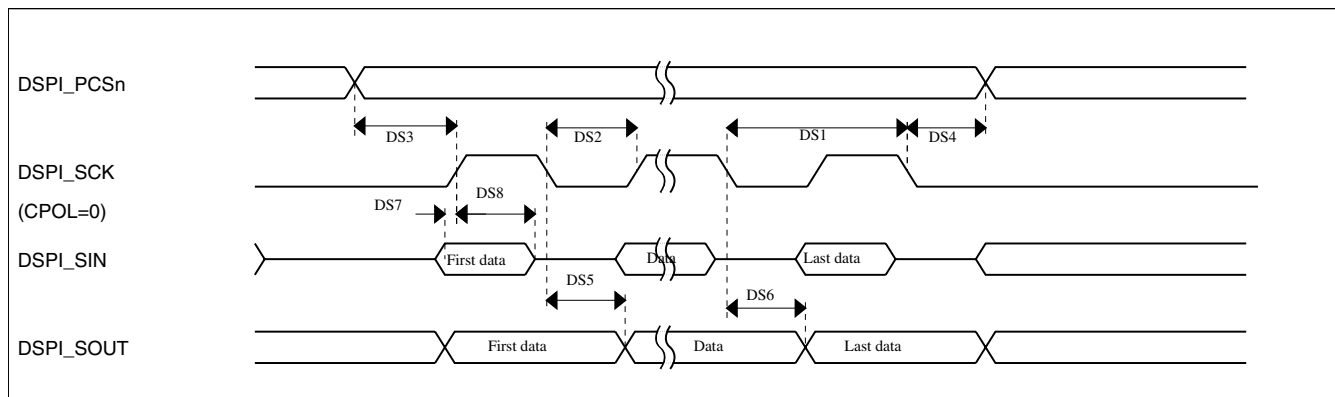 DSPI_PCSn
DS3
DS2
DS1
DS4
DSPI_SCK
(CPOL=0)
DS7
DS8
DSPI_SIN
First data
Data
Last data
DS5
DS6
DSPI_SOUT
First data
Data
Last data